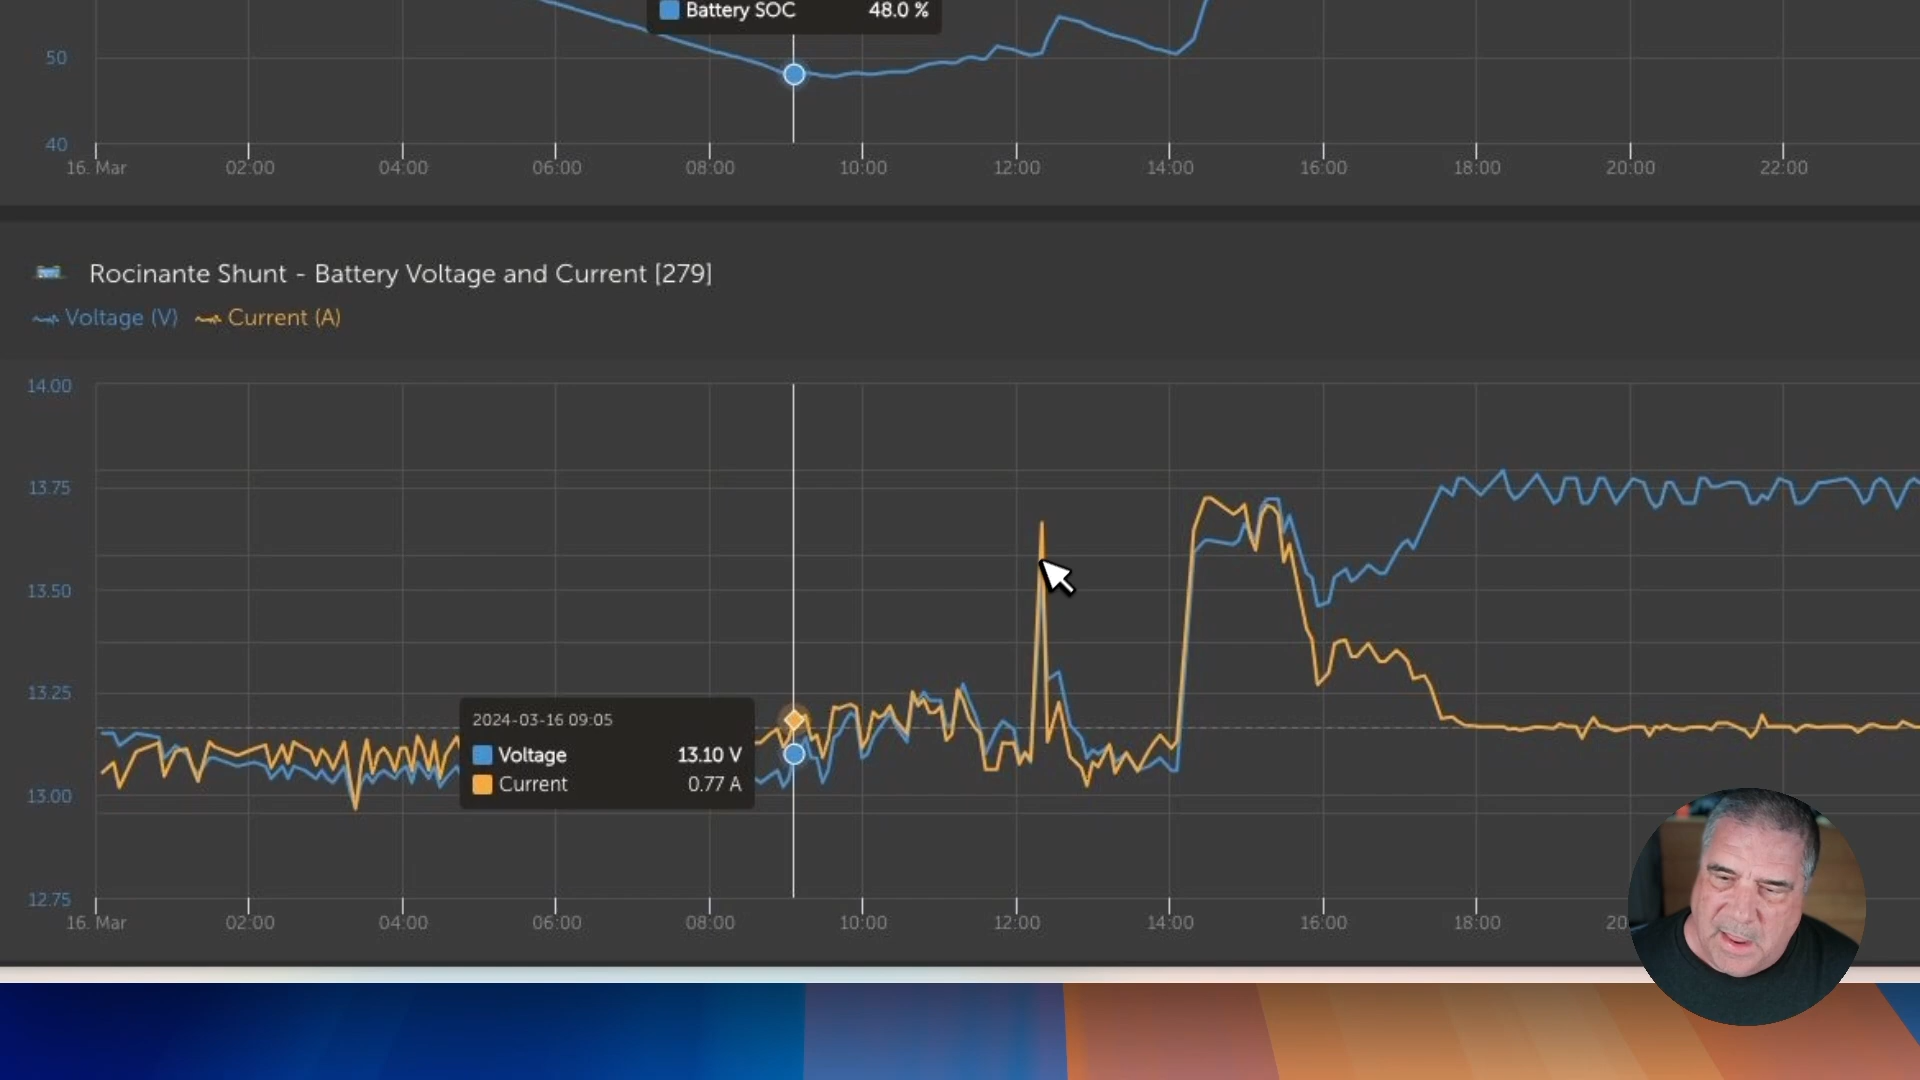 Battery SOC 48.0 %
50
40
16. Mar 02:00 04:00 06:00 08:00 10:00 12:00 14:00 16:00 18:00 20:00 22:00
Rocinante Shunt - Battery Voltage and Current [279]
Voltage (V) Current (A)
14.00
13.75
13.50
13.25
2024-03-16 09:05
Voltage 13.10 V
Current 0.77 A
13.00
12.75
16. Mar 02:00 04:00 06:00 08:00 10:00 12:00 14:00 16:00 18:00